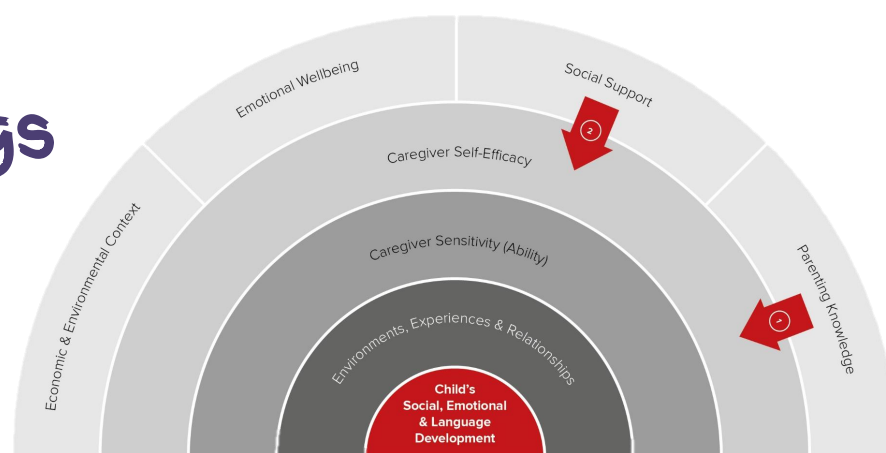 gs
Economic & Environmental Context
Emotional Wellbeing
Social Support
Parenting Knowledge
2
1
Caregiver Self-Efficacy
Caregiver Sensitivity (Ability)
Environments, Experiences & Relationships
Child's
Social, Emotional
& Language
Development